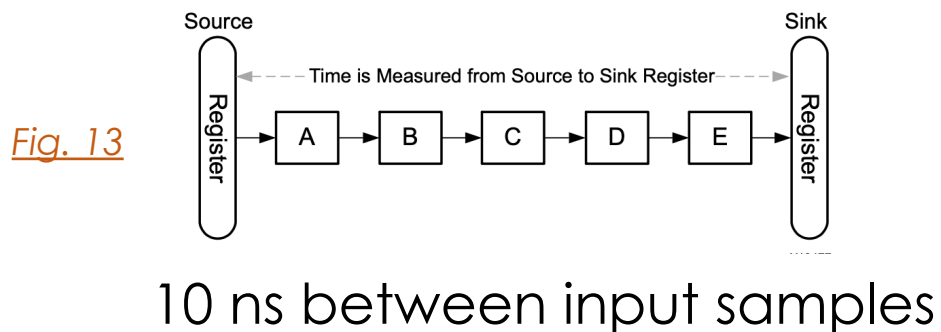 Source
Sink
Time is Measured from Source to Sink Register
Register
A
B
C
D
E
Register
Fig. 13
10 ns between input samples